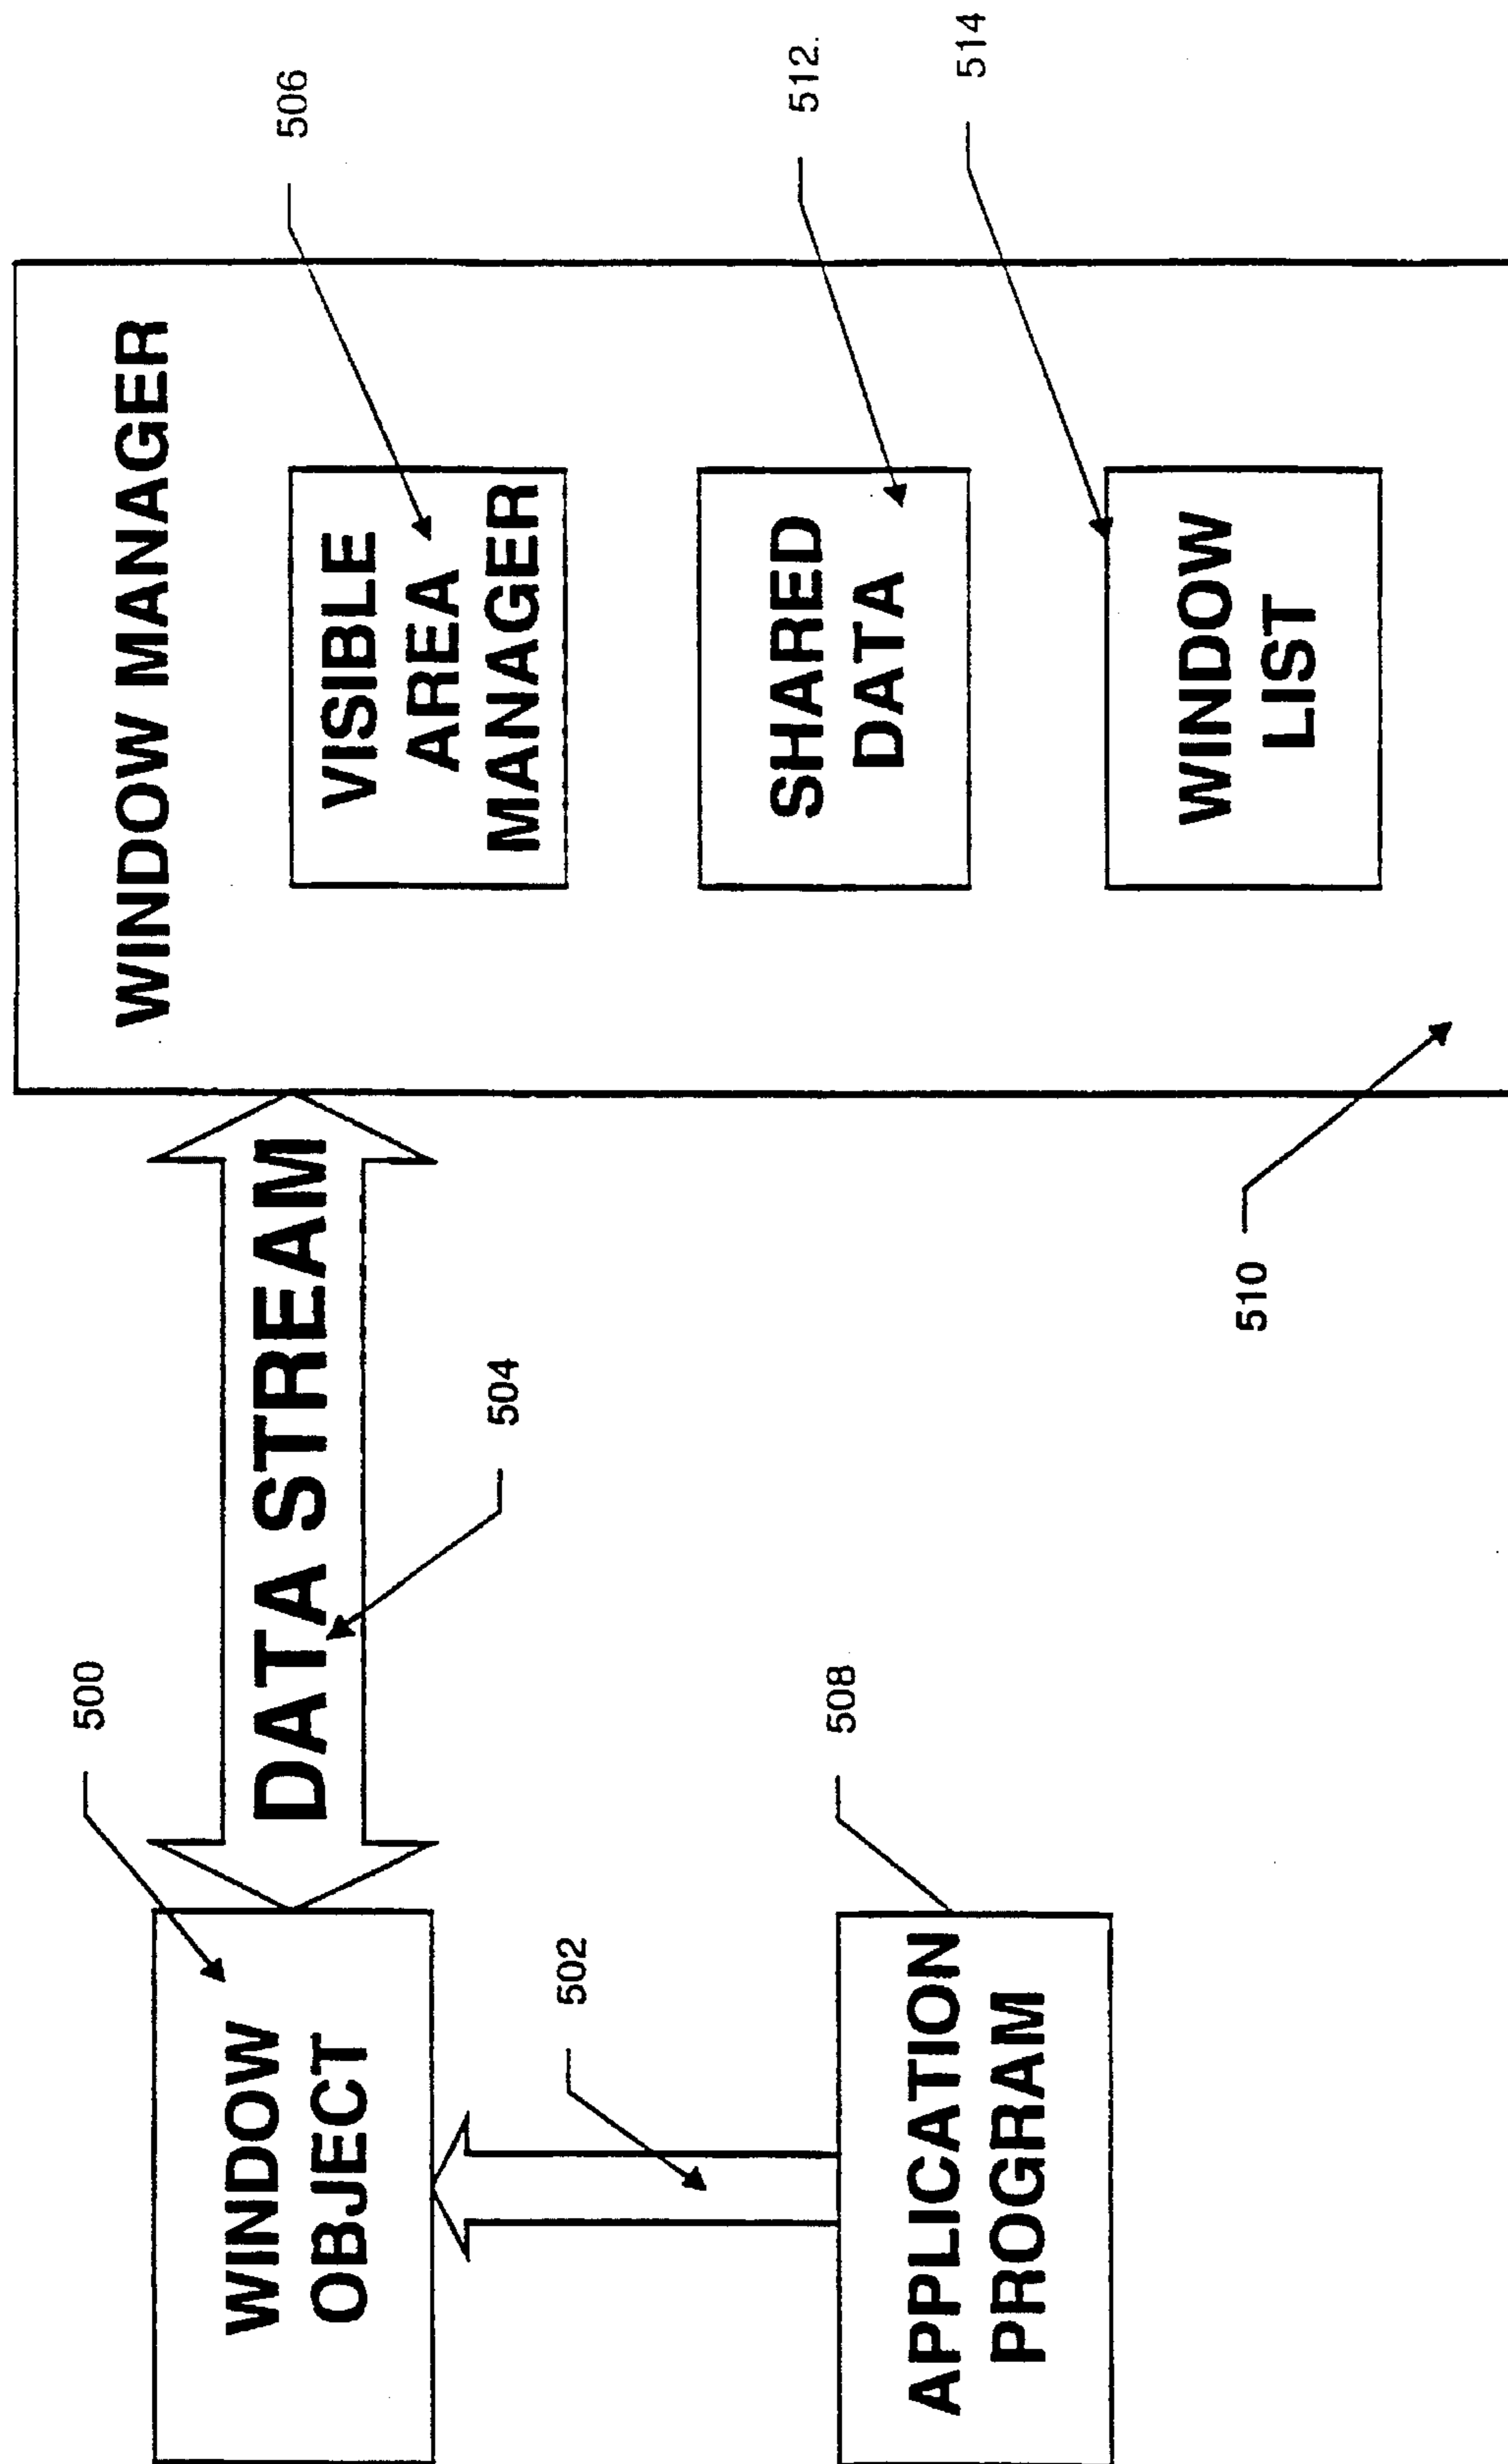 WINDOW
OBJECT
500
DATA STREAM
504
502
APPLICATION
PROGRAM
508
WINDOW MANAGER
VISIBLE
AREA
MANAGER
506
SHARED
DATA
512.
WINDOW
LIST
514
510